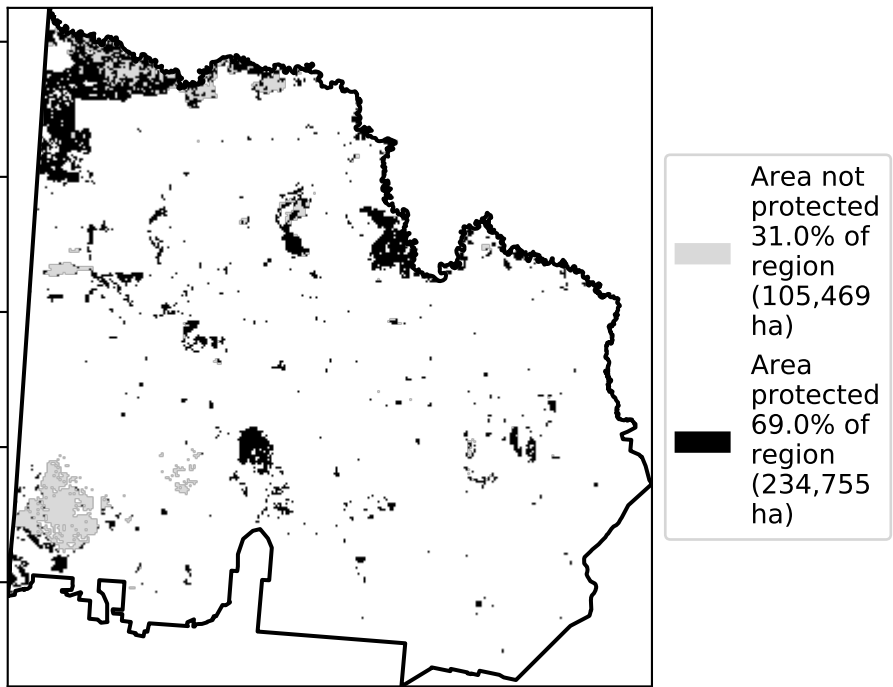 Area not
protected
31.0% of
region
(105,469
ha)
Area
protected
69.0% of
region
(234,755
ha)